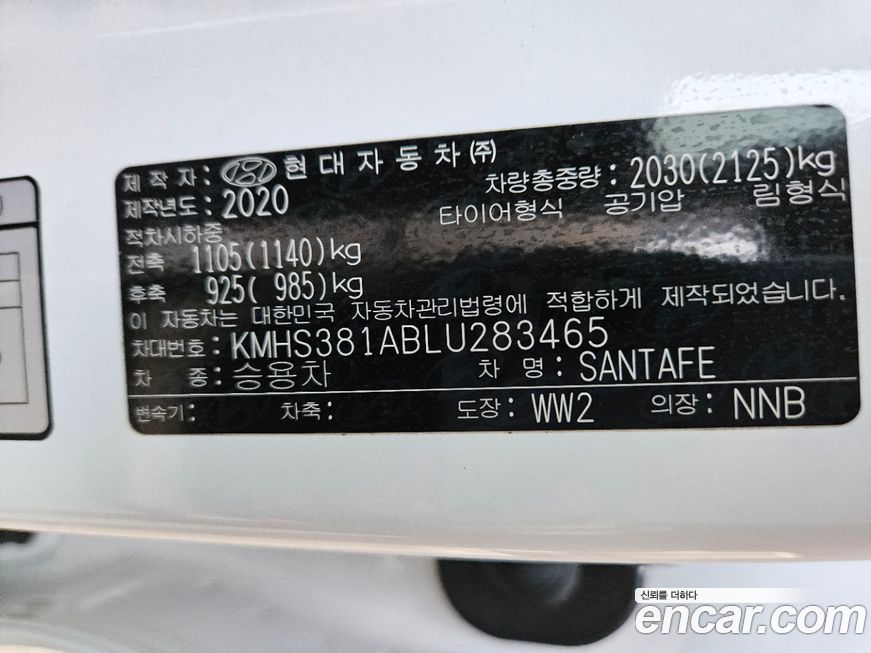 제 작 자: 현대자동차(주)
차량총중량: 2030(2125)kg
제작년도: 2020
타이어형식 공기압 림형식
적차시하중
전축 1105(1140)kg
후축 925( 985)kg
이 자동차는 대한민국 자동차관리법령에 적합하게 제작되었습니다.
차대번호: KMHS381ABLU283465
차 종: 승용차 차 명: SANTAFE
변속기: 차축: 도장: WW2 의장: NNB
신뢰를 더하다
encar.com